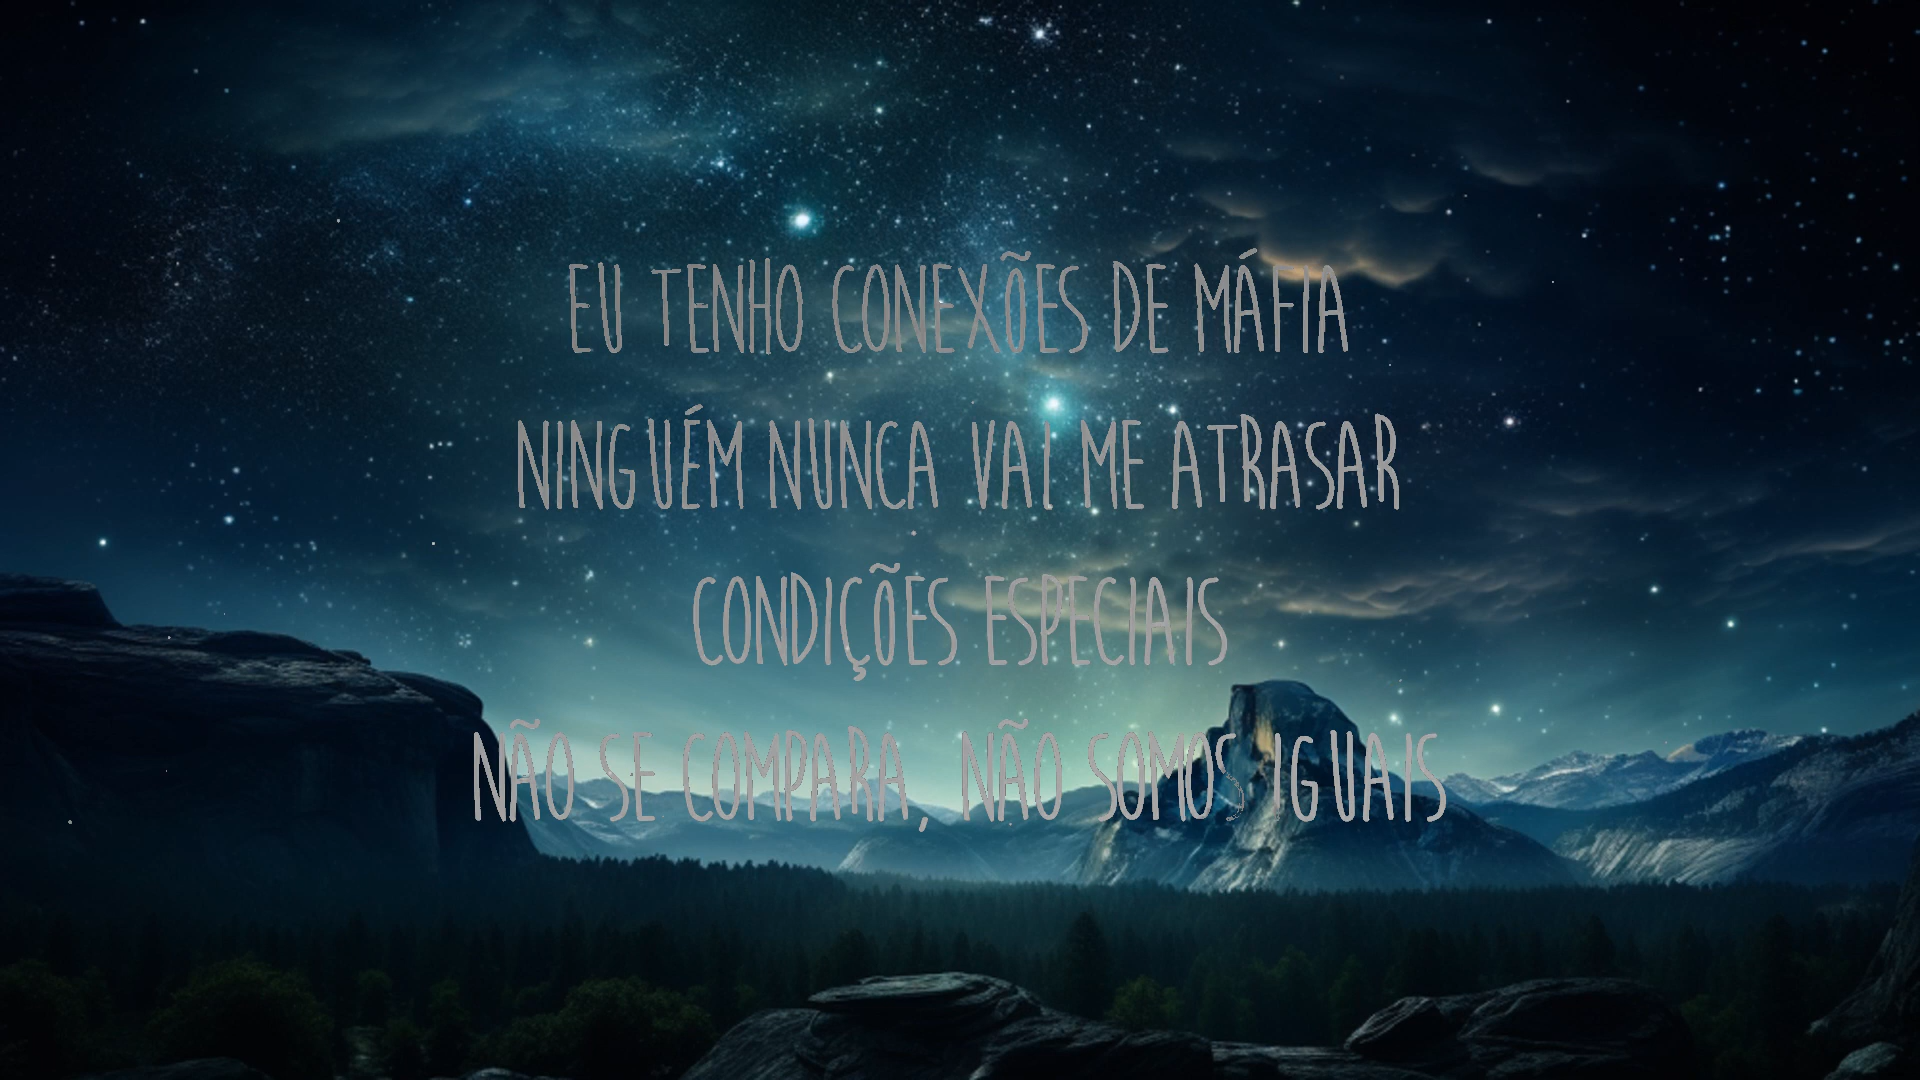 EU TENHO CONEXÕES DE MÁFIA
NINGUÉM NUNCA VAI ME ATRASAR
CONDIÇÕES ESPECIAIS
NÃO SE COMPARA, NÃO SOMOS IGUAIS